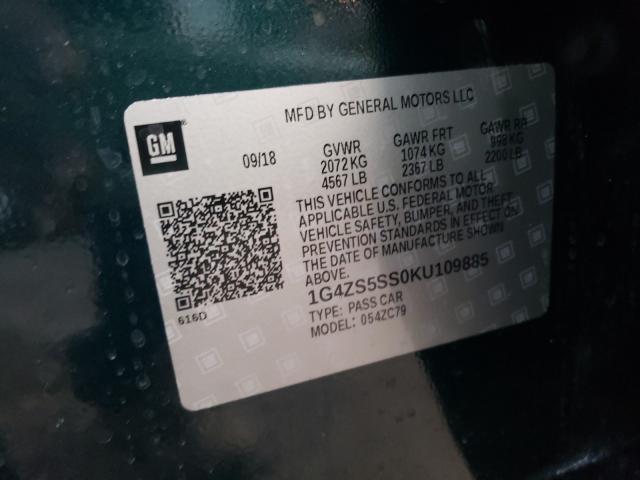 MFD BY GENERAL MOTORS LLC
GM
09/18
GVWR GAWR FRT GAWR RR
2072 KG 1074 KG 998 KG
4567 LB 2367 LB 2200 LB
THIS VEHICLE CONFORMS TO ALL
APPLICABLE U.S. FEDERAL MOTOR
VEHICLE SAFETY, BUMPER, AND THEFT
PREVENTION STANDARDS IN EFFECT ON
THE DATE OF MANUFACTURE SHOWN
ABOVE.
1G4ZS5SS0KU109885
TYPE: PASS CAR
MODEL: 054ZC79
616D